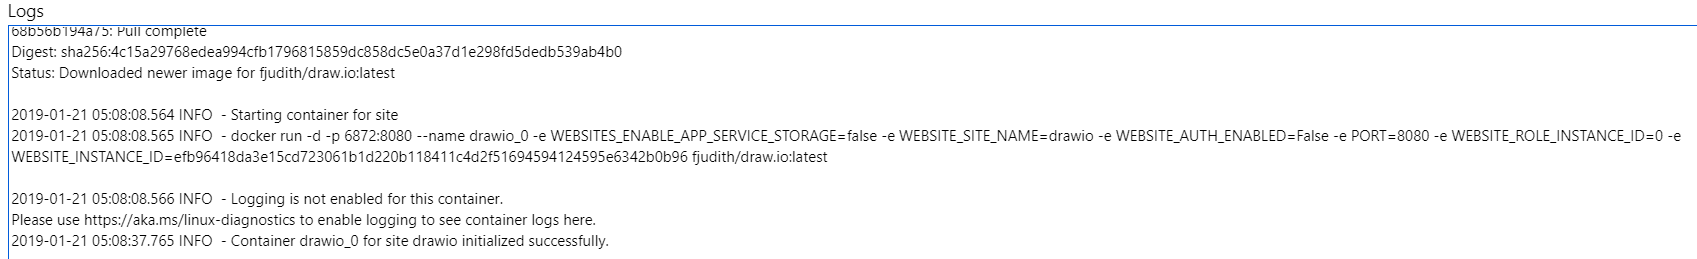 Logs
68b56b194a75: Pull complete
Digest: sha256:4c15a29768edea994cfb1796815859dc858dc5e0a37d1e298fd5dedb539ab4b0
Status: Downloaded newer image for fjudith/draw.io:latest
2019-01-21 05:08:08.564 INFO  - Starting container for site
2019-01-21 05:08:08.565 INFO  - docker run -d -p 6872:8080 --name drawio_0 -e WEBSITES_ENABLE_APP_SERVICE_STORAGE=false -e WEBSITE_SITE_NAME=drawio -e WEBSITE_AUTH_ENABLED=False -e PORT=8080 -e WEBSITE_ROLE_INSTANCE_ID=0 -e
WEBSITE_INSTANCE_ID=efb96418da3e15cd723061b1d220b118411c4d2f51694594124595e6342b0b96 fjudith/draw.io:latest
2019-01-21 05:08:08.566 INFO  - Logging is not enabled for this container.
Please use https://aka.ms/linux-diagnostics to enable logging to see container logs here.
2019-01-21 05:08:37.765 INFO  - Container drawio_0 for site drawio initialized successfully.